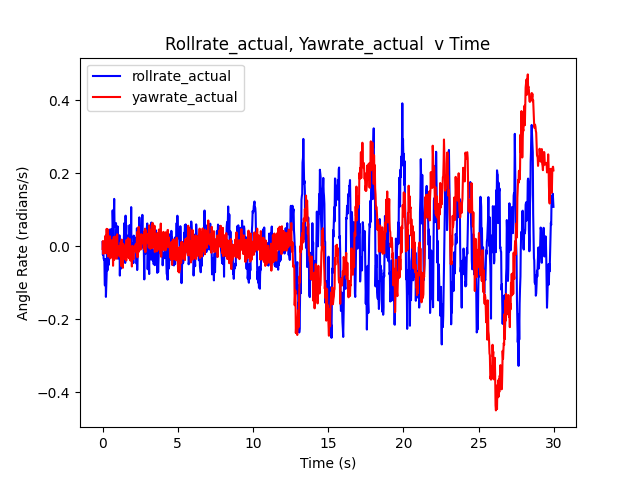 Rollrate_actual, Yawrate_actual  v Time
rollrate_actual
yawrate_actual
Angle Rate (radians/s)
0.4
0.2
0.0
−0.2
−0.4
0 5 10 15 20 25 30
Time (s)